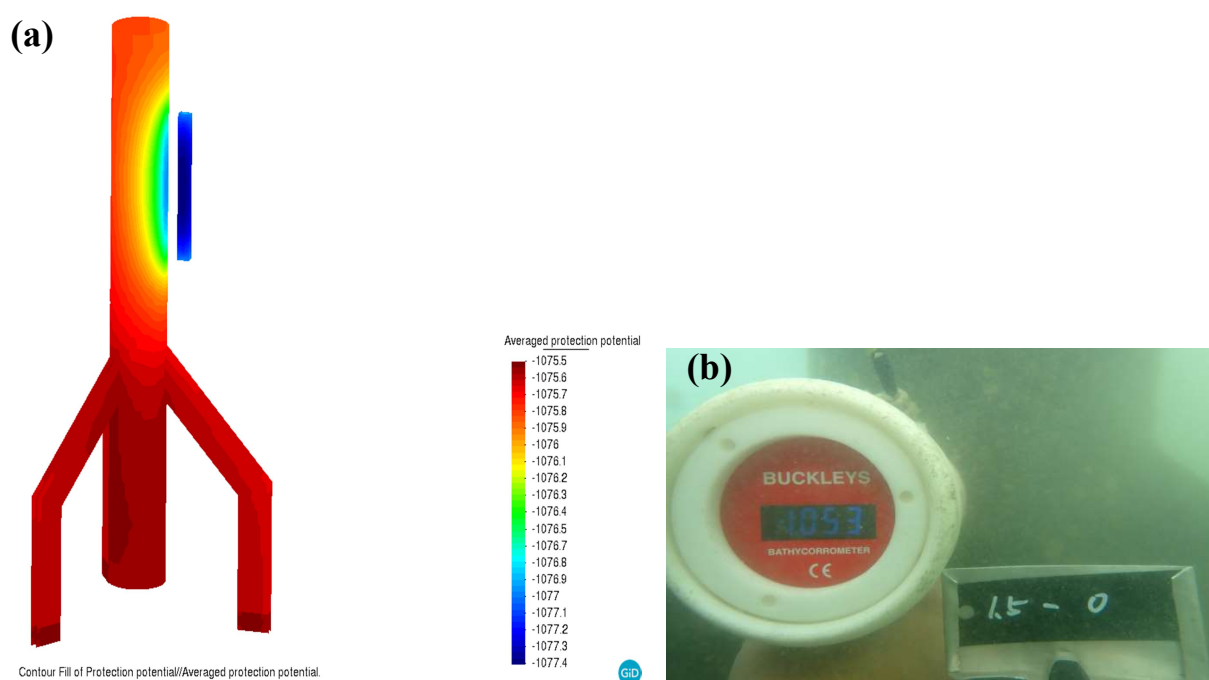 (a)
Averaged protection potential
-1075.5
-1075.6
-1075.7
-1075.8
-1075.9
-1076
-1076.1
-1076.2
-1076.3
-1076.4
-1076.5
-1076.6
-1076.7
-1076.8
-1076.9
-1077
-1077.1
-1077.2
-1077.3
-1077.4
Contour Fill of Protection potential//Averaged protection potential.
GiD
(b)
BUCKLEYS
-1053
BATHYCORROMETER
CE
1.5 - 0